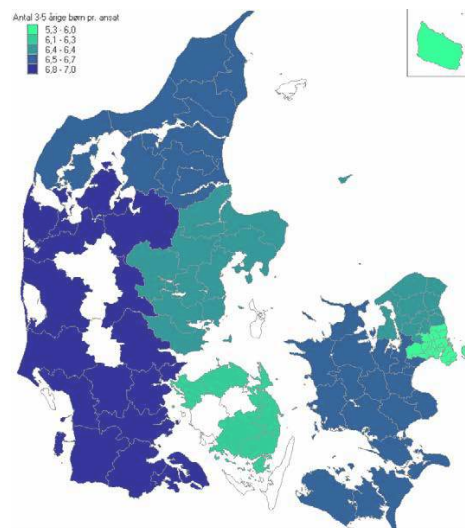 Antal 3-5 årige børn pr. ansat
5,3 - 6,0
6,1 - 6,3
6,4 - 6,4
6,5 - 6,7
6,8 - 7,0